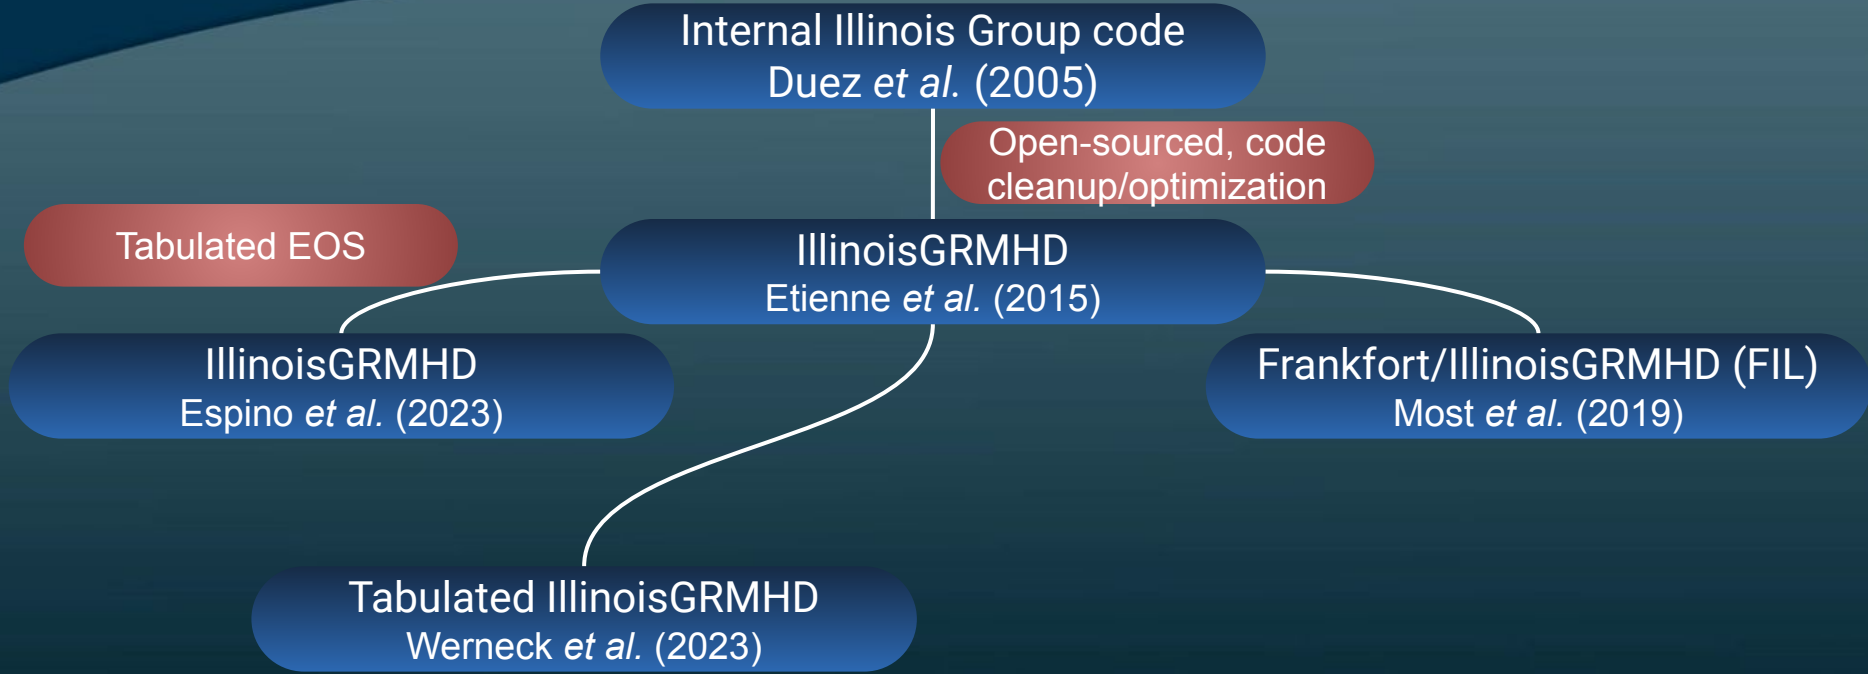 Internal Illinois Group code
Duez et al. (2005)
Open-sourced, code
cleanup/optimization
Tabulated EOS
IllinoisGRMHD
Etienne et al. (2015)
IllinoisGRMHD
Espino et al. (2023)
Frankfort/IllinoisGRMHD (FIL)
Most et al. (2019)
Tabulated IllinoisGRMHD
Werneck et al. (2023)